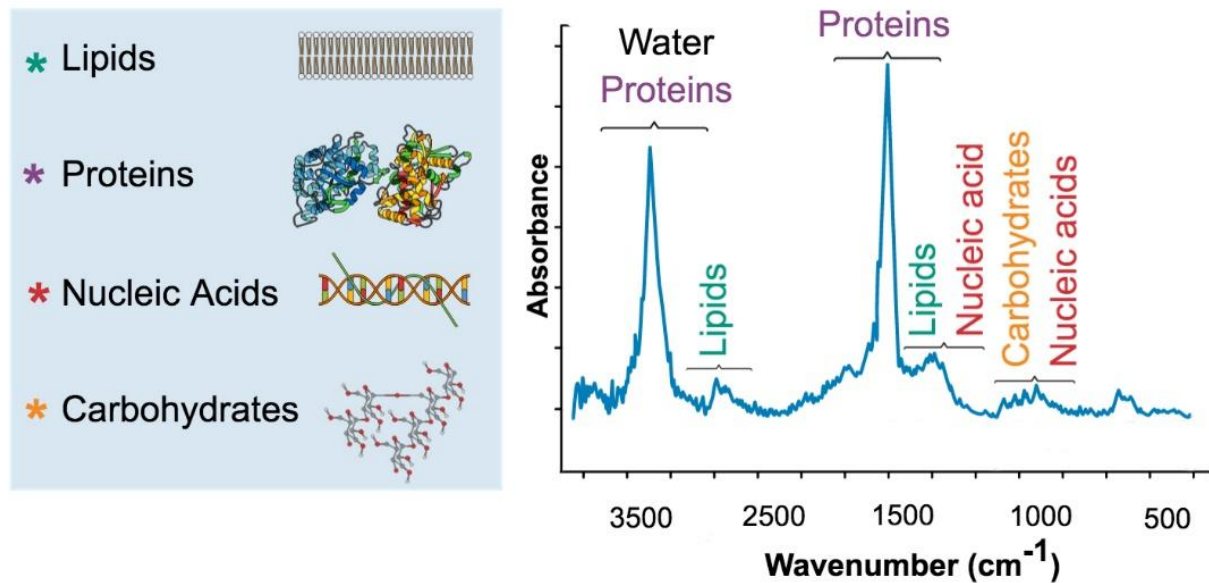 * Lipids
* Proteins
* Nucleic Acids
* Carbohydrates
Water
Proteins
Proteins
Lipids
Lipids
Nucleic acid
Carbohydrates
Nucleic acids
Absorbance
3500 2500 1500 1000 500
Wavenumber (cm⁻¹)